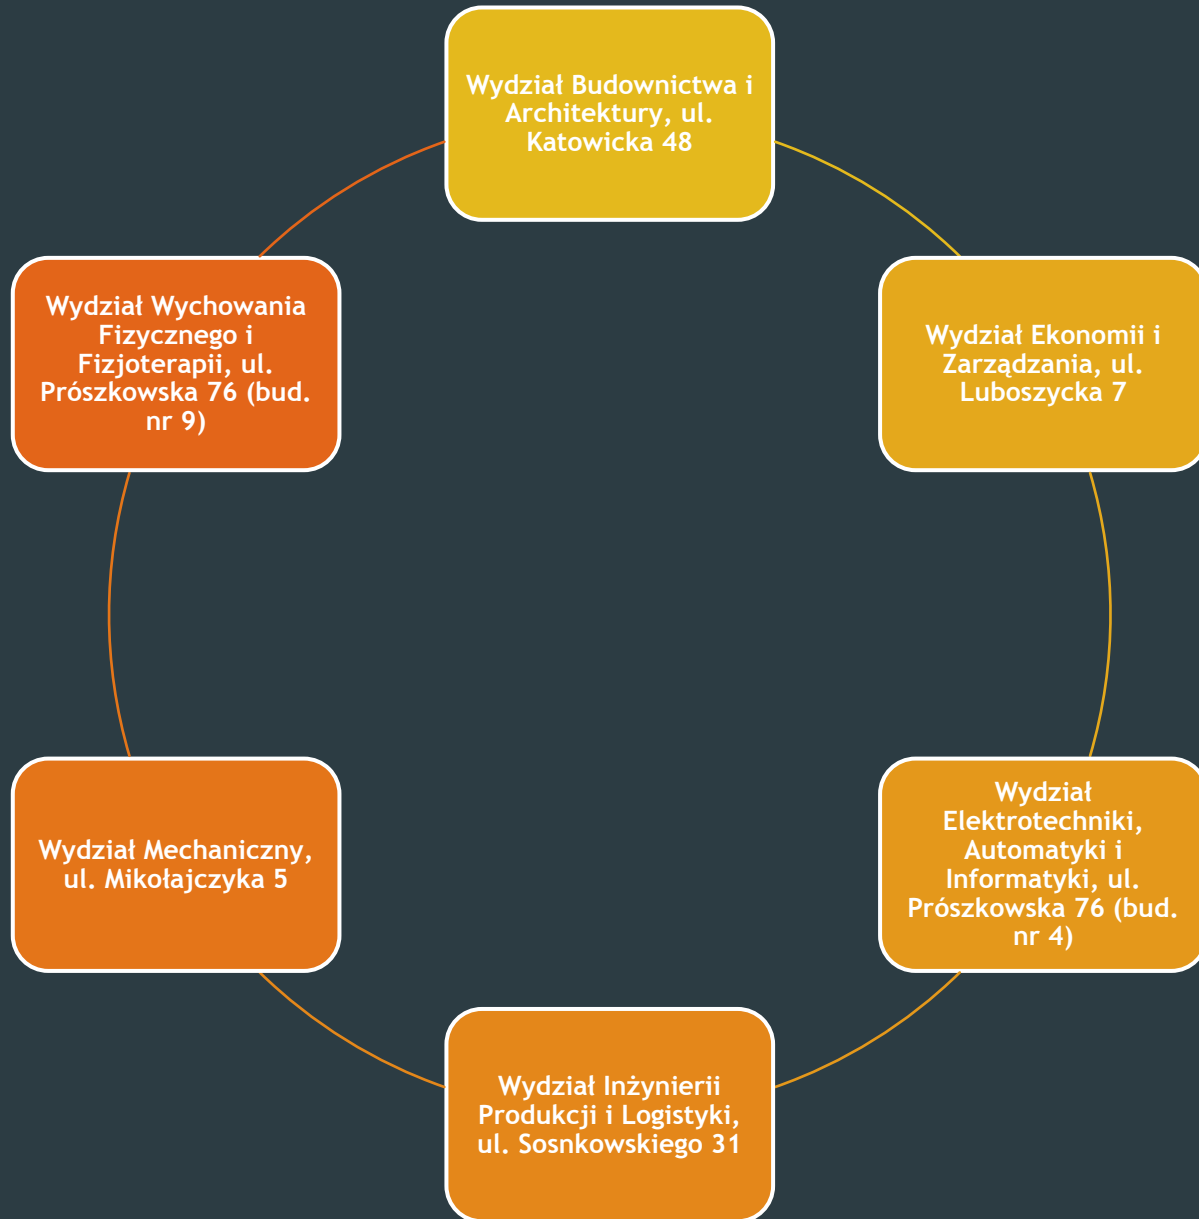 Wydział Budownictwa i
Architektury, ul.
Katowicka 48
Wydział Ekonomii i
Zarządzania, ul.
Luboszycka 7
Wydział
Elektrotechniki,
Automatyki i
Informatyki, ul.
Prószkowska 76 (bud.
nr 4)
Wydział Inżynierii
Produkcji i Logistyki,
ul. Sosnkowskiego 31
Wydział Mechaniczny,
ul. Mikołajczyka 5
Wydział Wychowania
Fizycznego i
Fizjoterapii, ul.
Prószkowska 76 (bud.
nr 9)